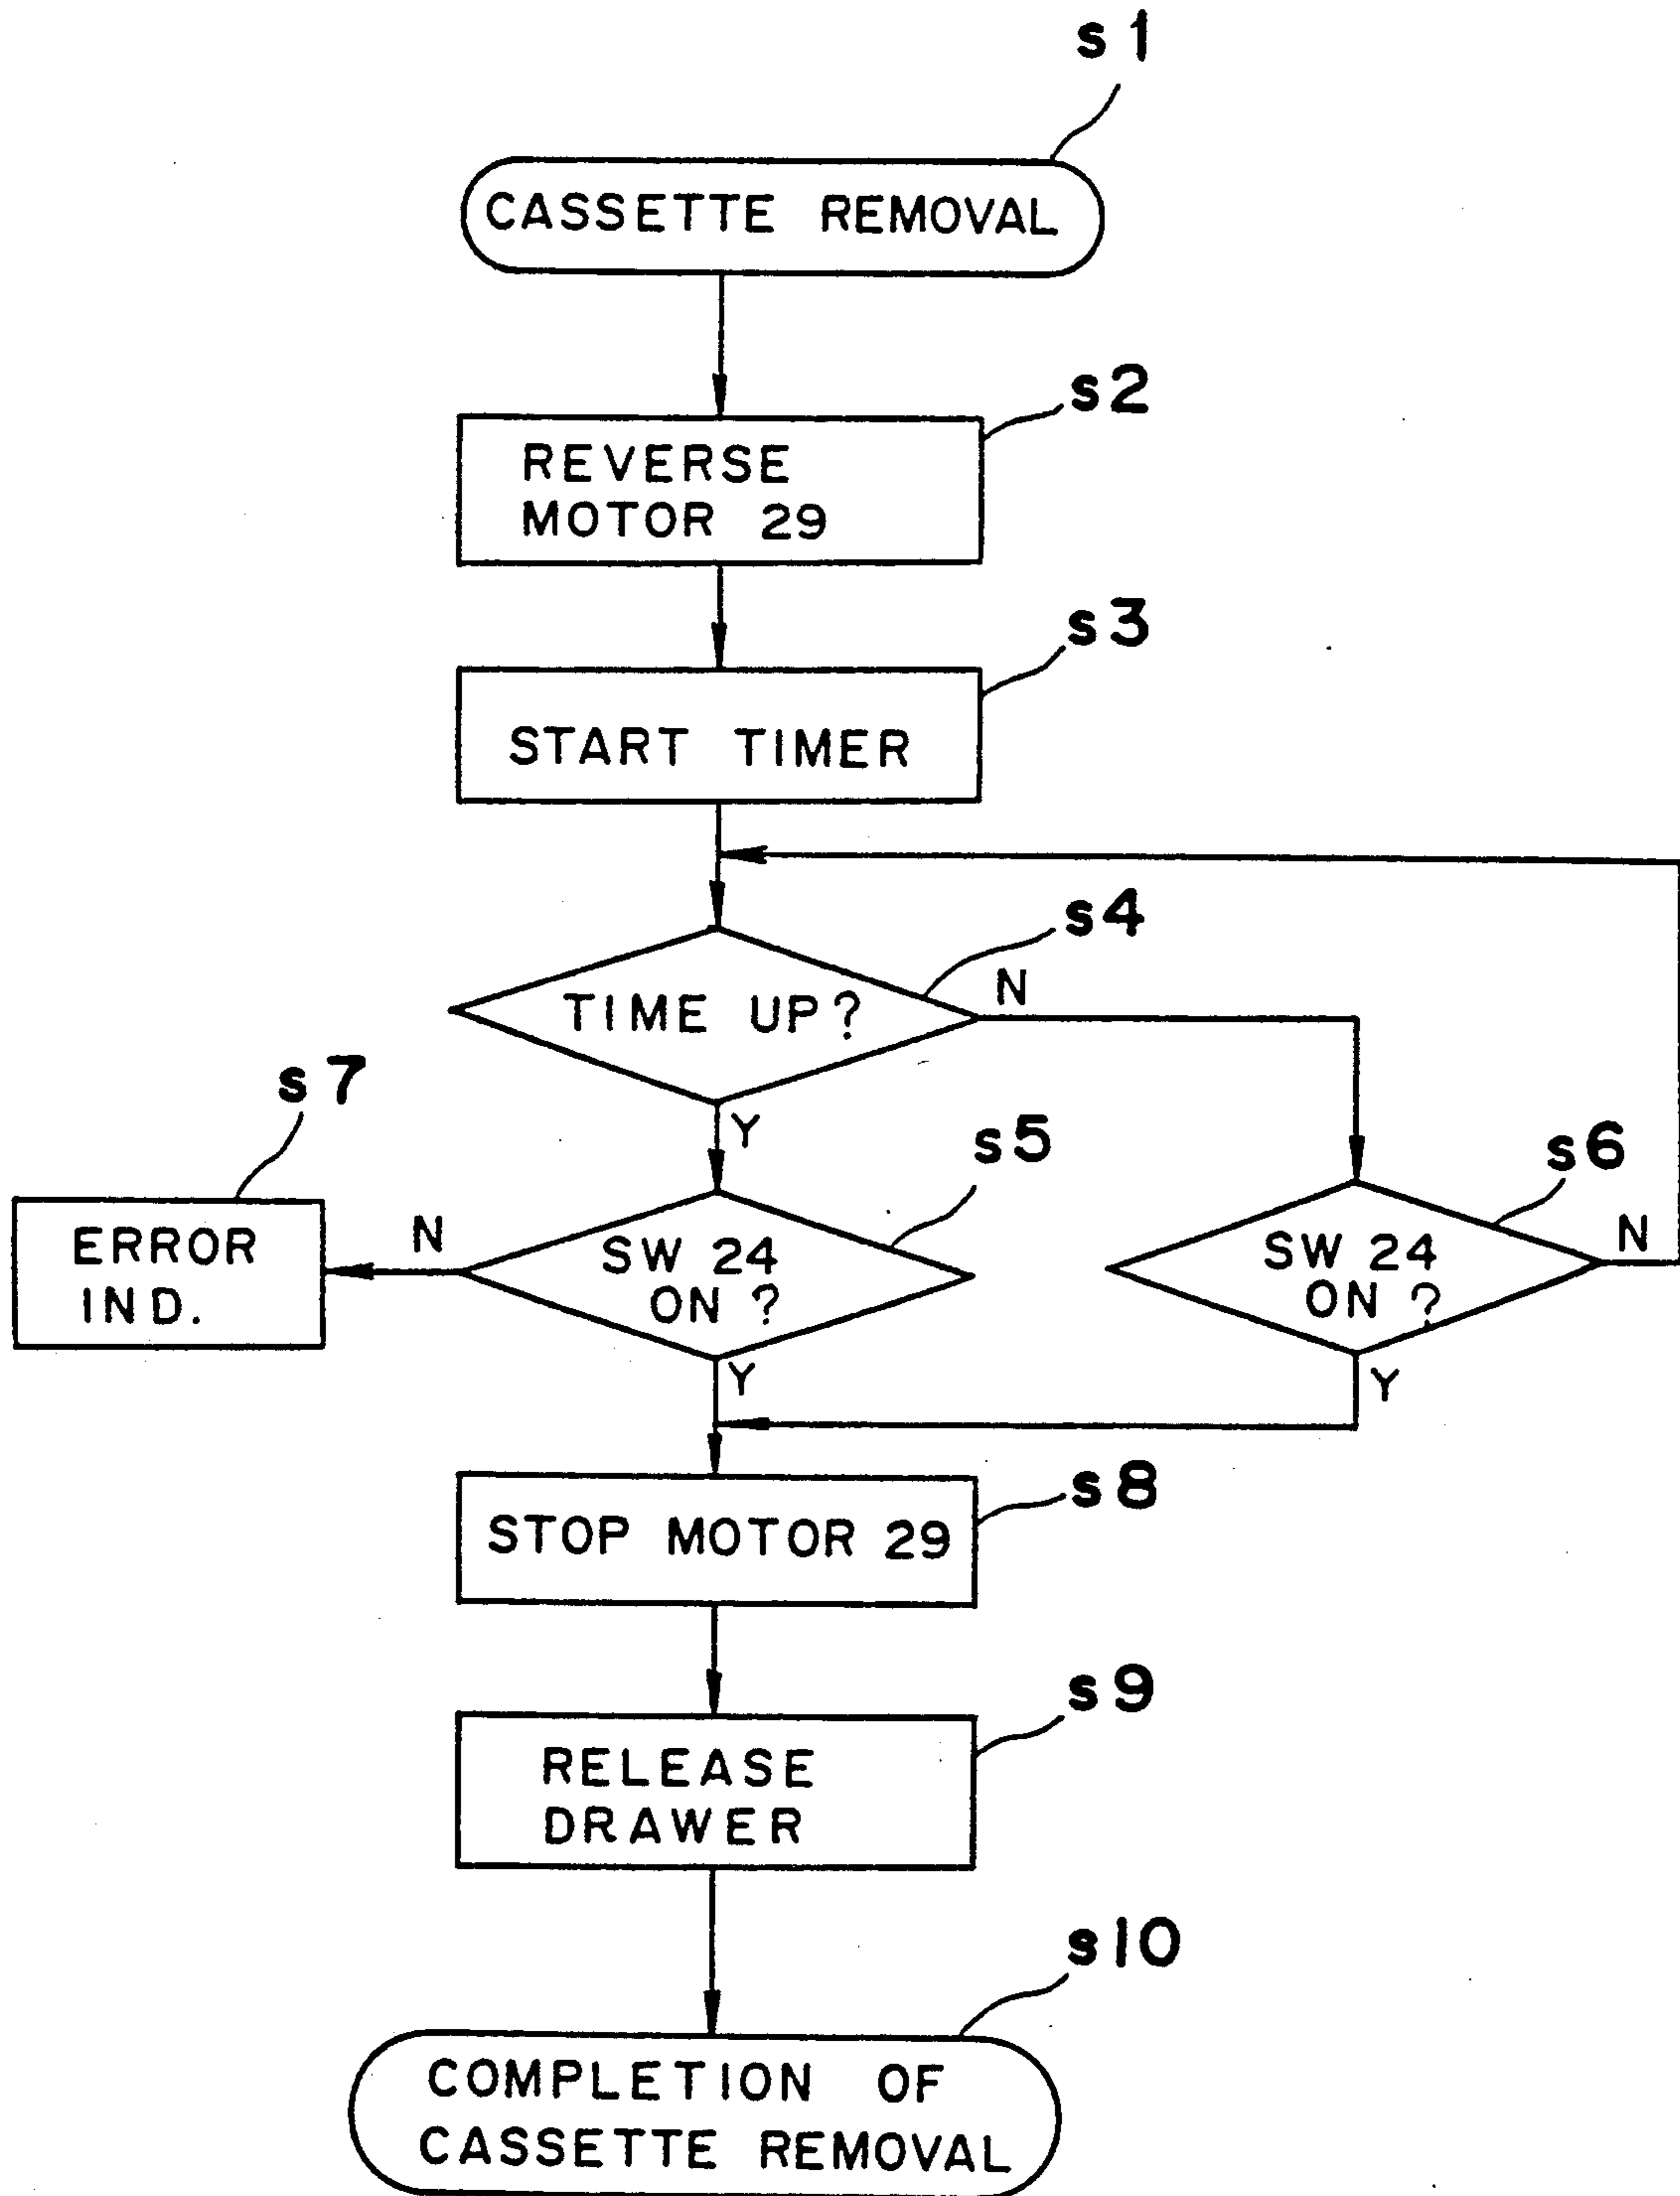 s1
CASSETTE REMOVAL
s2
REVERSE
MOTOR 29
s3
START TIMER
s4
TIME UP?
N
Y
s7
ERROR
IND.
N
s5
SW 24
ON ?
Y
s6
SW 24
ON ?
N
Y
s8
STOP MOTOR 29
s9
RELEASE
DRAWER
s10
COMPLETION OF
CASSETTE REMOVAL